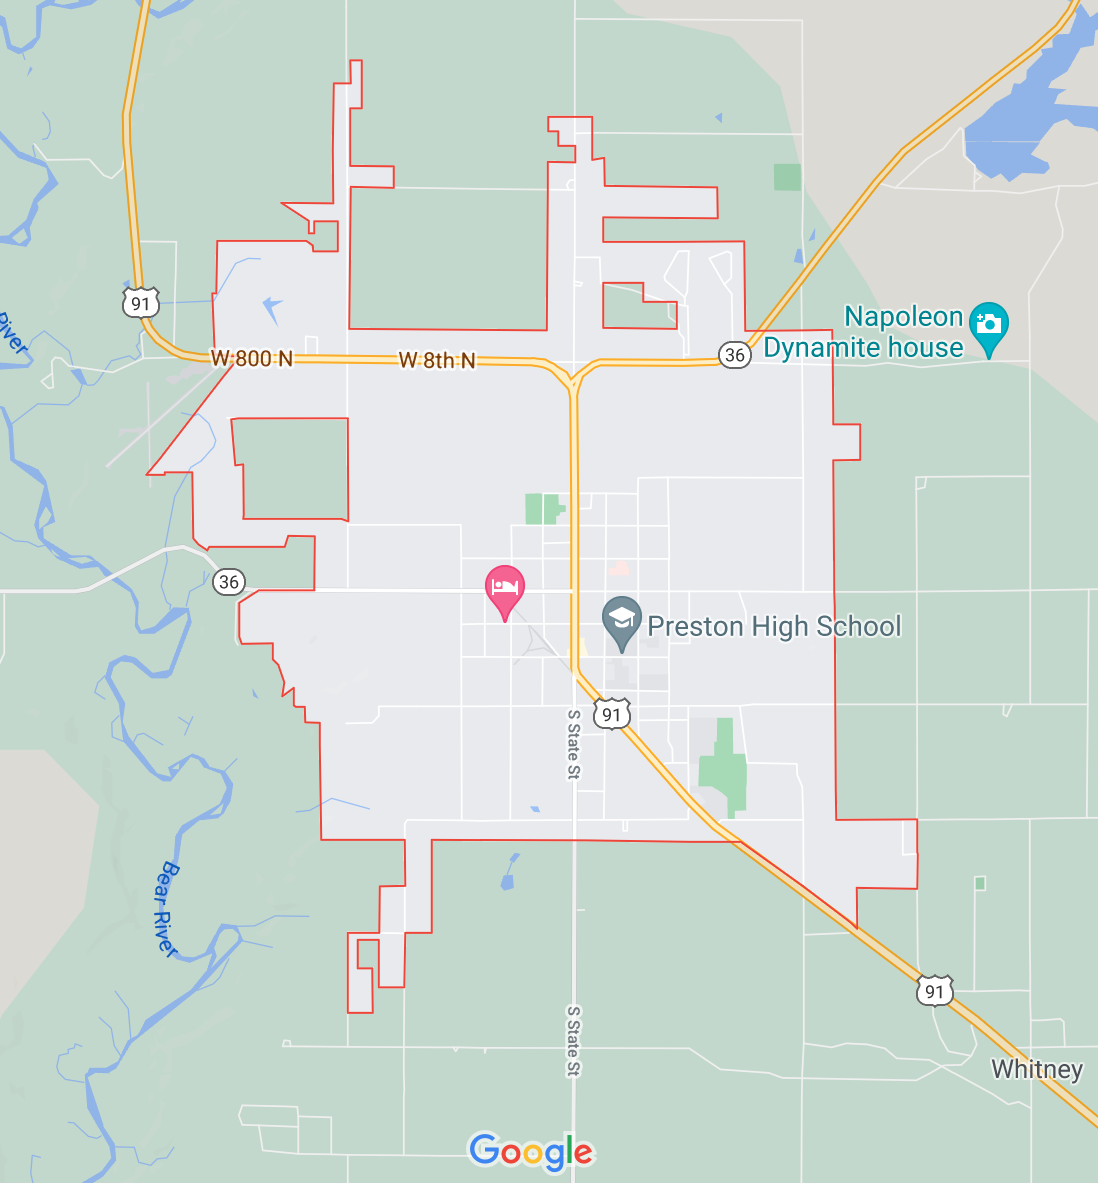 91
River
Napoleon
Dynamite house
W 800 N
W 8th N
36
36
Preston High School
91
S State St
Bear River
91
S State St
Whitney
Google